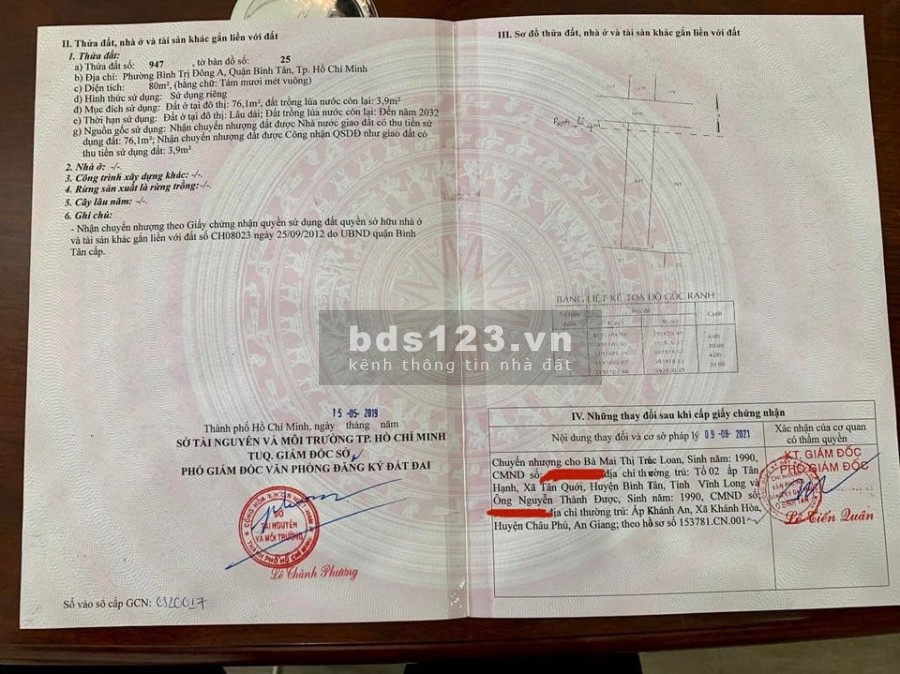 II. Thửa đất, nhà ở và tài sản khác gắn liền với đất
1. Thửa đất:
a) Thửa đất số: 947 , tờ bản đồ số: 25
b) Địa chỉ: Phường Bình Trị Đông A, Quận Bình Tân, Tp. Hồ Chí Minh
c) Diện tích: 80m², (bằng chữ: Tám mươi mét vuông)
d) Hình thức sử dụng: Sử dụng riêng
đ) Mục đích sử dụng: Đất ở tại đô thị: 76,1m², đất trồng lúa nước còn lại: 3,9m²
e) Thời hạn sử dụng: Đất ở tại đô thị: Lâu dài; Đất trồng lúa nước còn lại: Đến năm 2032
g) Nguồn gốc sử dụng: Nhận chuyển nhượng đất được Nhà nước giao đất có thu tiền sử
dụng đất: 76,1m²; Nhận chuyển nhượng đất được Công nhận QSDĐ như giao đất có
thu tiền sử dụng đất: 3,9m²
2. Nhà ở: -/-
3. Công trình xây dựng khác: -/-
4. Rừng sản xuất là rừng trồng: -/-
5. Cây lâu năm: -/-
6. Ghi chú:
- Nhận chuyển nhượng theo Giấy chứng nhận quyền sử dụng đất quyền sở hữu nhà ở
và tài sản khác gắn liền với đất số CH08023 ngày 25/09/2012 do UBND quận Bình
Tân cấp.
15 -05- 2019
Thành phố Hồ Chí Minh, ngày tháng năm
SỞ TÀI NGUYÊN VÀ MÔI TRƯỜNG TP. HỒ CHÍ MINH
TUQ. GIÁM ĐỐC SỞ
PHÓ GIÁM ĐỐC VĂN PHÒNG ĐĂNG KÝ ĐẤT ĐAI
SỞ
TÀI NGUYÊN
VÀ MÔI TRƯỜNG
Lê Thành Phương
Số vào sổ cấp GCN: CS20017
III. Sơ đồ thửa đất, nhà ở và tài sản khác gắn liền với đất
BẢNG LIỆT KÊ TỌA ĐỘ GÓC RANH
bds123.vn
kênh thông tin nhà đất
IV. Những thay đổi sau khi cấp giấy chứng nhận
Nội dung thay đổi và cơ sở pháp lý 09 -08- 2021
Xác nhận của cơ quan
có thẩm quyền
Chuyển nhượng cho Bà Mai Thị Trúc Loan, Sinh năm: 1990,
CMND số: địa chỉ thường trú: Tổ 02 ấp Tân
Hạnh, Xã Tân Quới, Huyện Bình Tân, Tỉnh Vĩnh Long và
Ông Nguyễn Thành Được, Sinh năm: 1990, CMND số:
địa chỉ thường trú: Ấp Khánh An, Xã Khánh Hòa,
Huyện Châu Phú, An Giang; theo hồ sơ số 153781.CN.001
KT. GIÁM ĐỐC
PHÓ GIÁM ĐỐC
Lê Tiến Quân